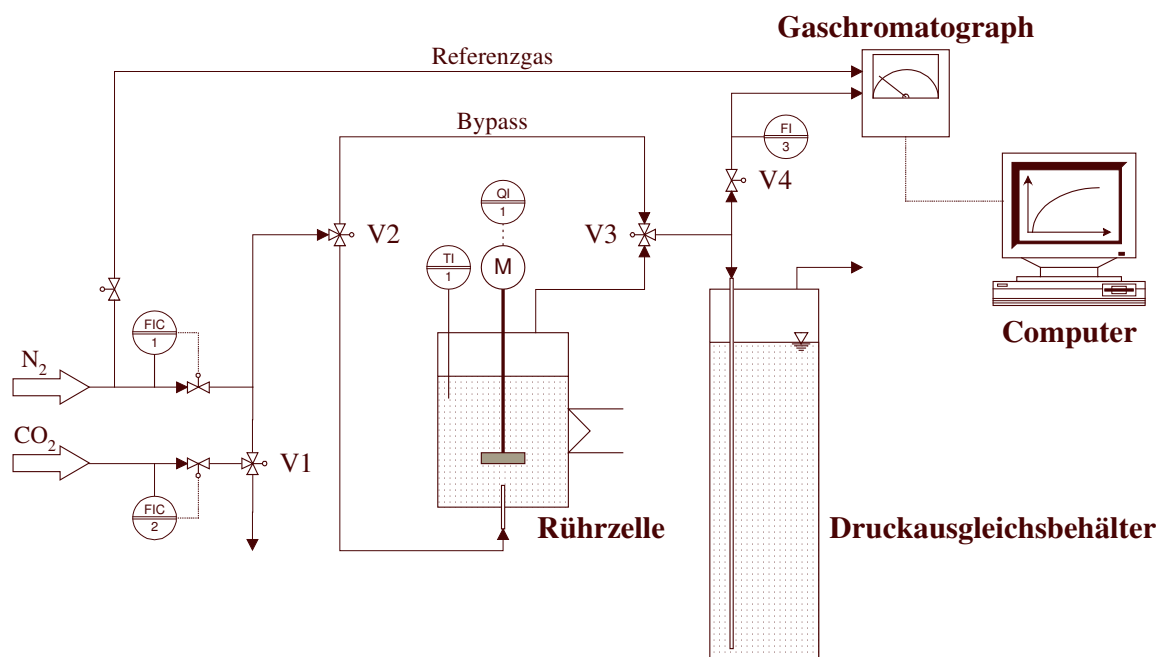 Gaschromatograph
Referenzgas
Bypass
FI
3
V4
QI
1
V2
V3
TI
1
M
FIC
1
N₂
Computer
CO₂
V1
FIC
2
Rührzelle
Druckausgleichsbehälter